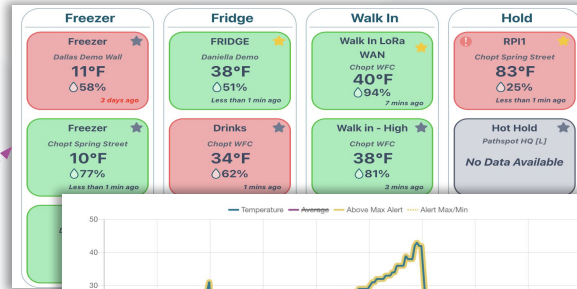 Freezer
Fridge
Walk In
Hold
Freezer
Dallas Demo Wall
11°F
58%
3 days ago
FRIDGE
Daniella Demo
38°F
51%
Less than 1 min ago
Walk In LoRa
WAN
Chopt WFC
40°F
94%
7 mins ago
RPI1
Chopt Spring Street
83°F
25%
Less than 1 min ago
Freezer
Chopt Spring Street
10°F
77%
Less than 1 min ago
Drinks
Chopt WFC
34°F
62%
1 mins ago
Walk in - High
Chopt WFC
38°F
81%
3 mins ago
Hot Hold
Pathspot HQ [L]
No Data Available
Temperature Average Above Max Alert Alert Max/Min
50
40
30